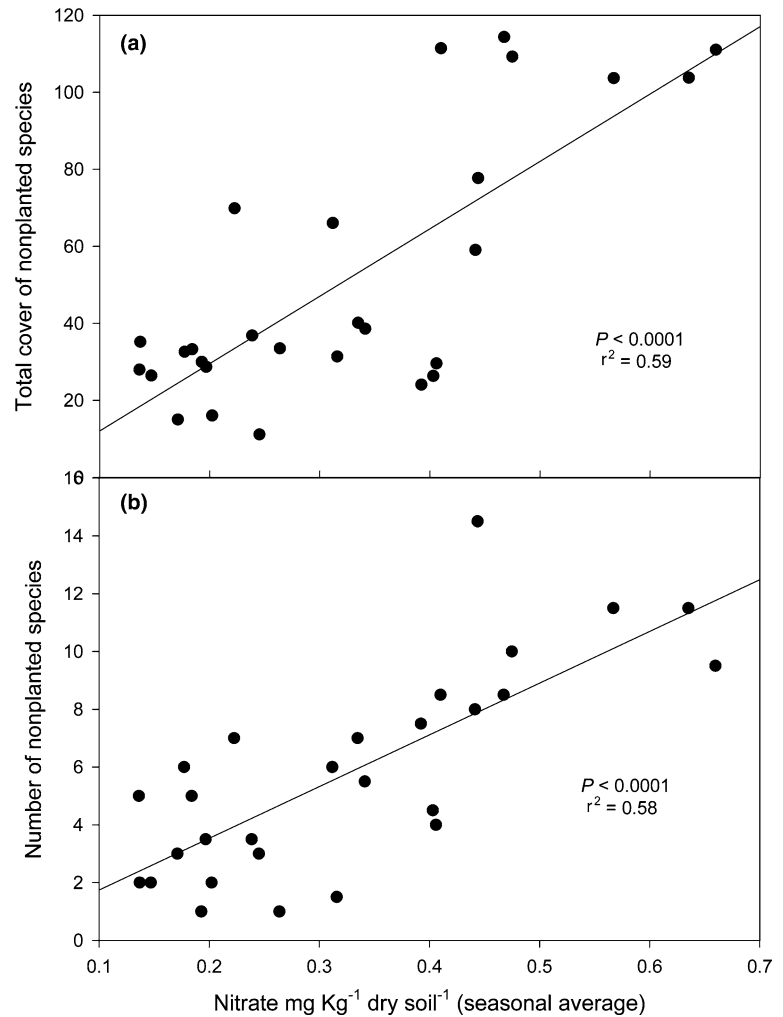 (a)
120
100
80
60
40
20
0
Total cover of nonplanted species
P < 0.0001
r² = 0.59
(b)
16
14
12
10
8
6
4
2
0
Number of nonplanted species
P < 0.0001
r² = 0.58
0.1 0.2 0.3 0.4 0.5 0.6 0.7
Nitrate mg Kg⁻¹ dry soil⁻¹ (seasonal average)